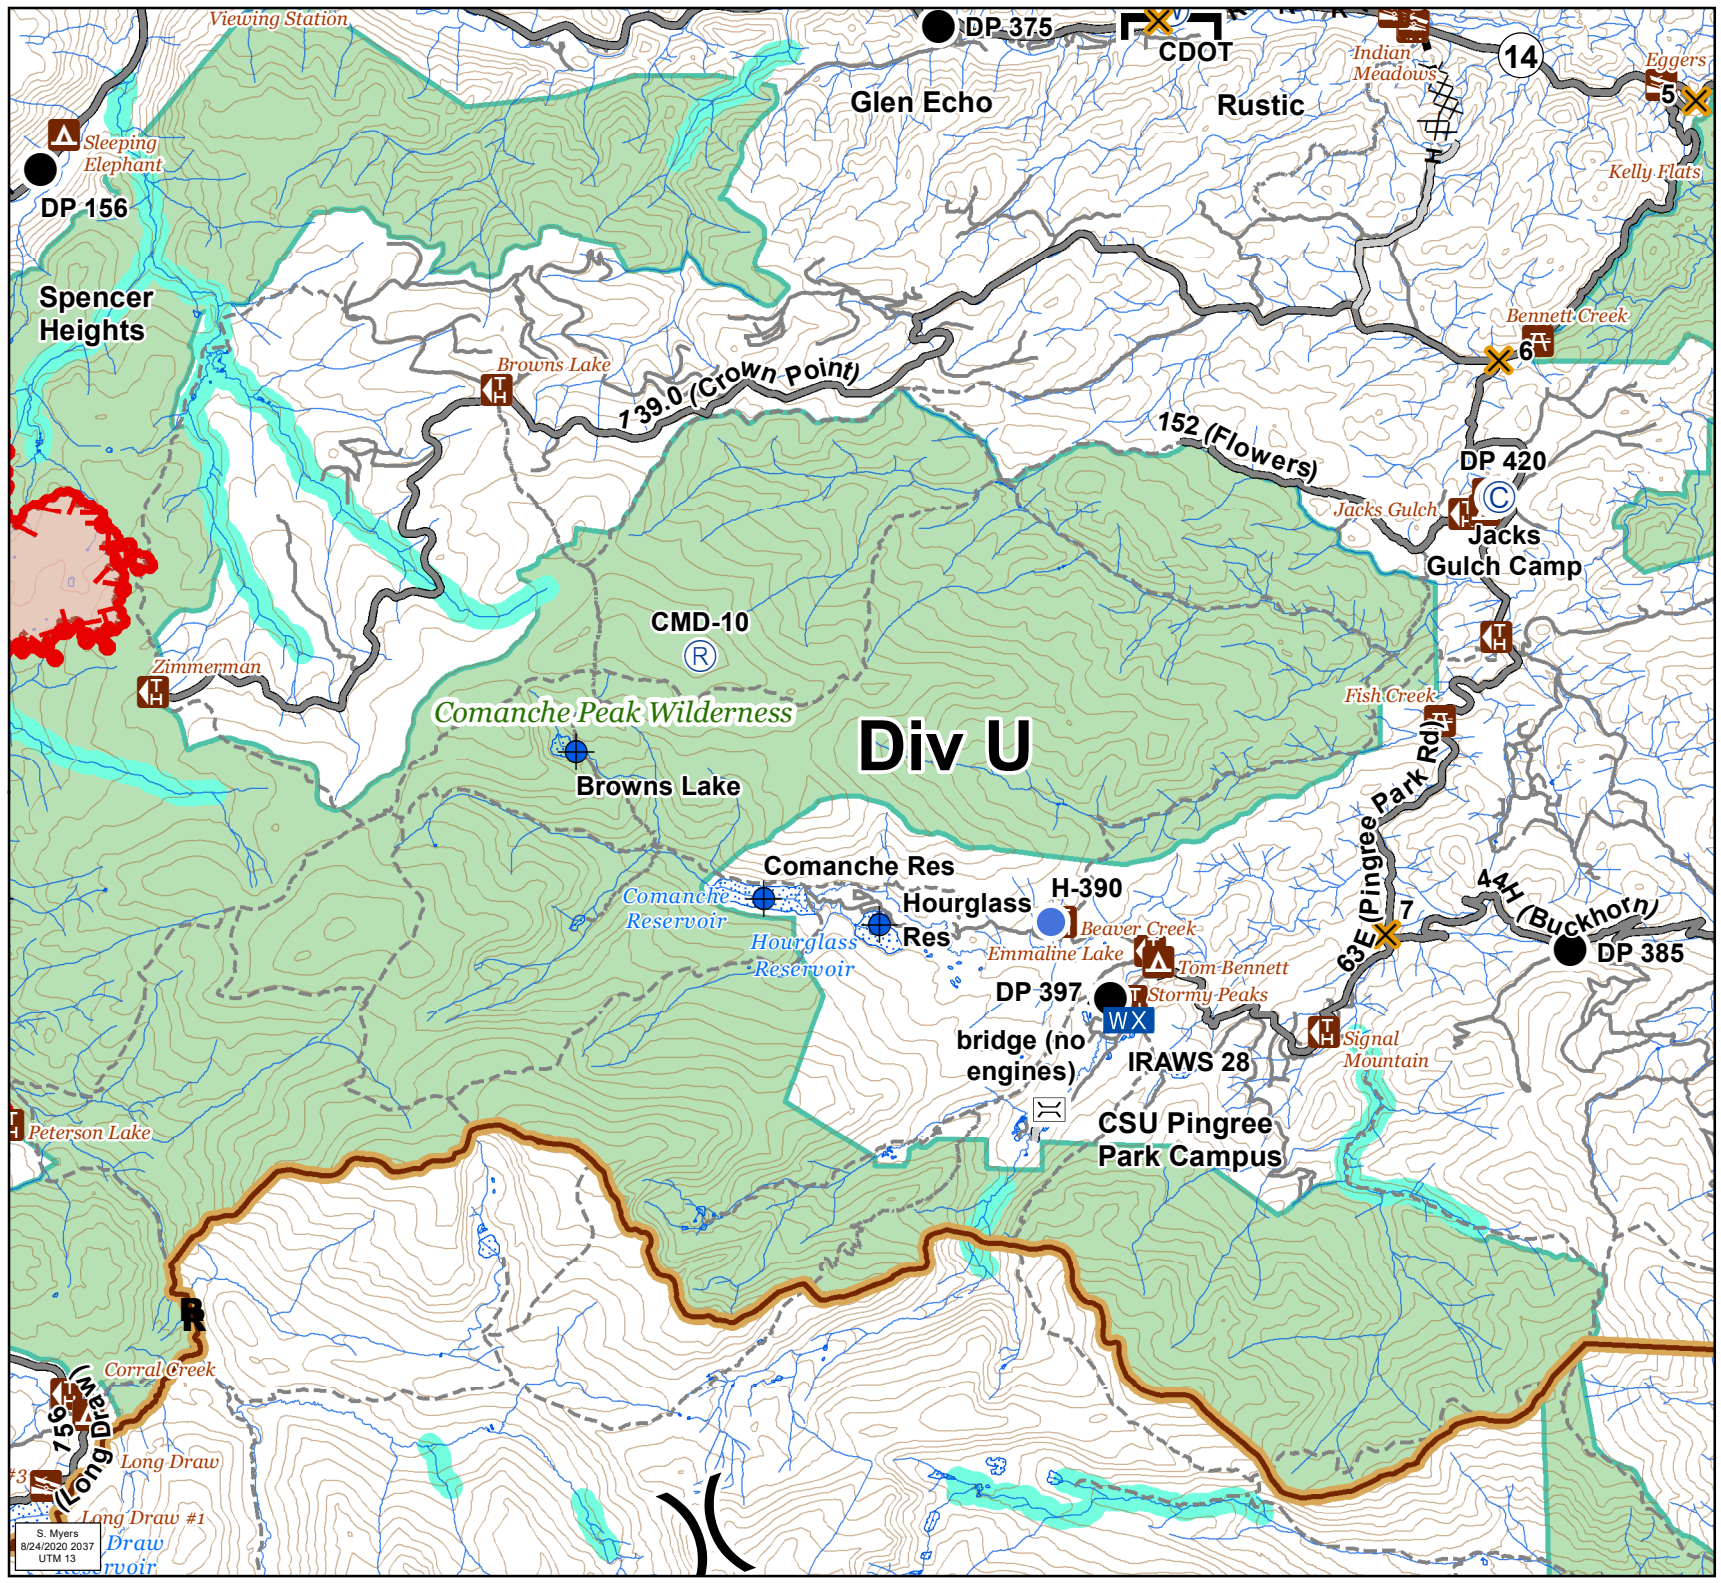 Viewing Station
DP 375
CDOT
Indian
Meadows
14
Eggers
5
Glen Echo
Rustic
Sleeping
Elephant
DP 156
Kelly Flats
H
Spencer
Heights
Bennett Creek
6
Browns Lake
139.0 (Crown Point)
152 (Flowers)
DP 420
C
Jacks Gulch
Jacks
Gulch Camp
CMD-10
R
Zimmerman
Fish Creek
Comanche Peak Wilderness
Div U
Browns Lake
63E (Pingree Park Rd)
Comanche Res
Comanche
Reservoir
Hourglass
Res
H-390
Beaver Creek
Emmaline Lake
Hourglass
Reservoir
7
44H (Buckhorn)
DP 385
Tom Bennett
DP 397
Stormy Peaks
WX
bridge (no
engines)
IRAWS 28
Signal
Mountain
CSU Pingree
Park Campus
Peterson Lake
R
R
Corral Creek
156
(Long Draw)
Long Draw
#3
Long Draw #1
Draw
Reservoir
S. Myers
8/24/2020 2037
UTM 13